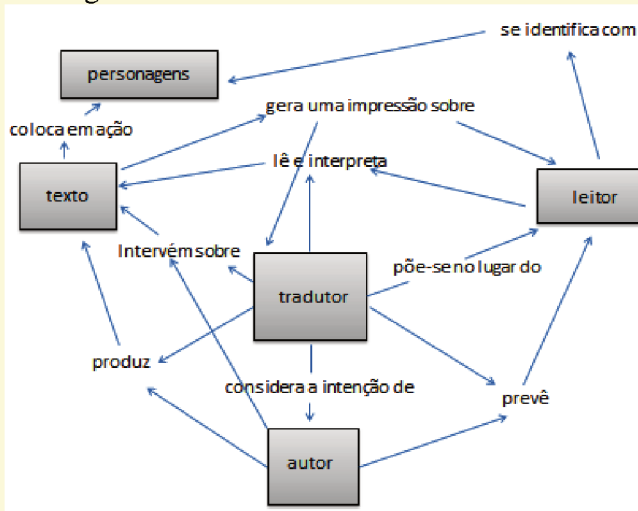 se identifica com
personagens
gera uma impressão sobre
coloca em ação
lê e interpreta
texto
leitor
Intervém sobre
põe-se no lugar do
tradutor
produz
considera a intenção de
prevê
autor